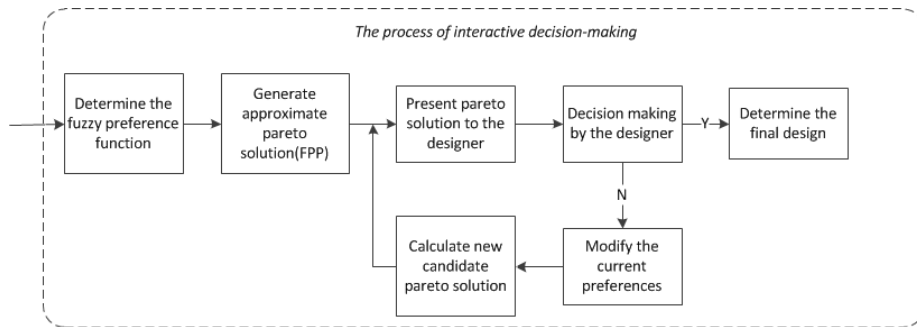 The process of interactive decision-making
Determine the
fuzzy preference
function
Generate
approximate
pareto
solution(FPP)
Present pareto
solution to the
designer
Decision making
by the designer
Y
Determine the
final design
N
Calculate new
candidate
pareto solution
Modify the
current
preferences